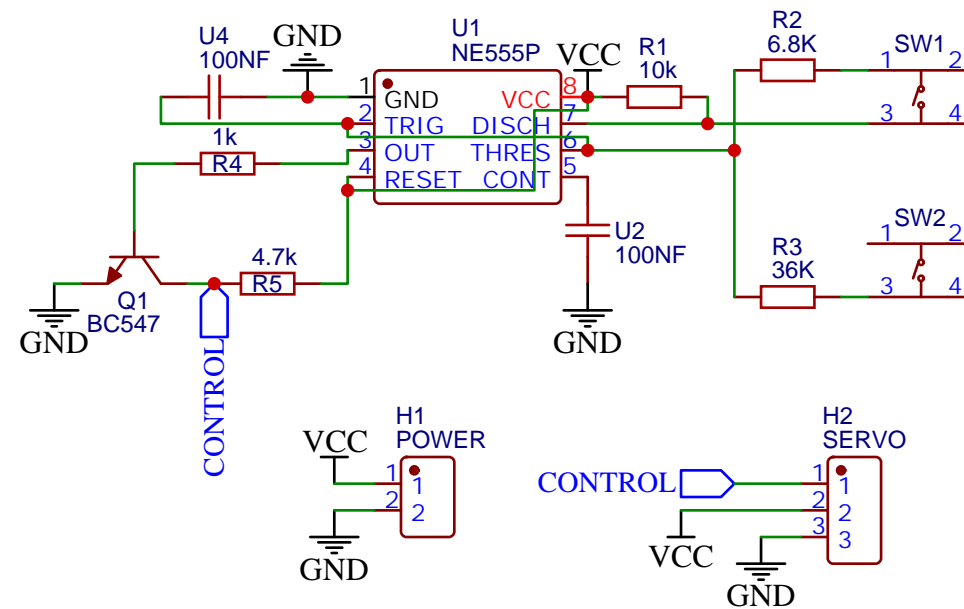 U4
100NF
GND
U1
NE555P
VCC
R1
10k
R2
6.8K
SW1
1
2
3
4
1
GND
VCC
8
2
TRIG
DISCH
7
3
OUT
THRES
6
4
RESET
CONT
5
1k
R4
U2
100NF
GND
SW2
1
2
3
4
R3
36K
4.7k
R5
Q1
BC547
GND
CONTROL
H1
POWER
VCC
1
1
2
2
GND
H2
SERVO
CONTROL
1
1
2
2
3
3
VCC
GND